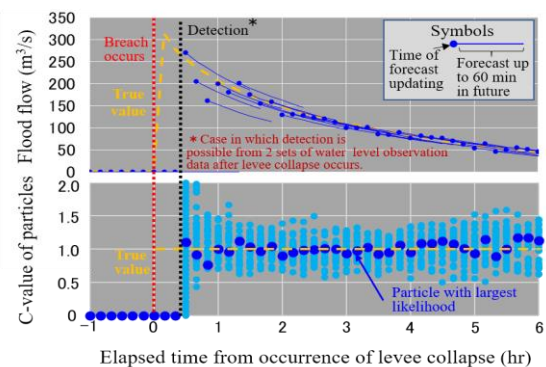 Flood flow (m³/s)
350
300
250
200
150
100
50
0
Breach
occurs
True
value
Detection*
Symbols
Time of
forecast
updating
Forecast up
to 60 min
in future
* Case in which detection is
possible from 2 sets of water level observation
data after levee collapse occurs.
C-value of particles
2.0
1.5
1.0
0.5
0
True
value
Particle with largest
likelihood
-1 0 1 2 3 4 5 6
Elapsed time from occurrence of levee collapse (hr)